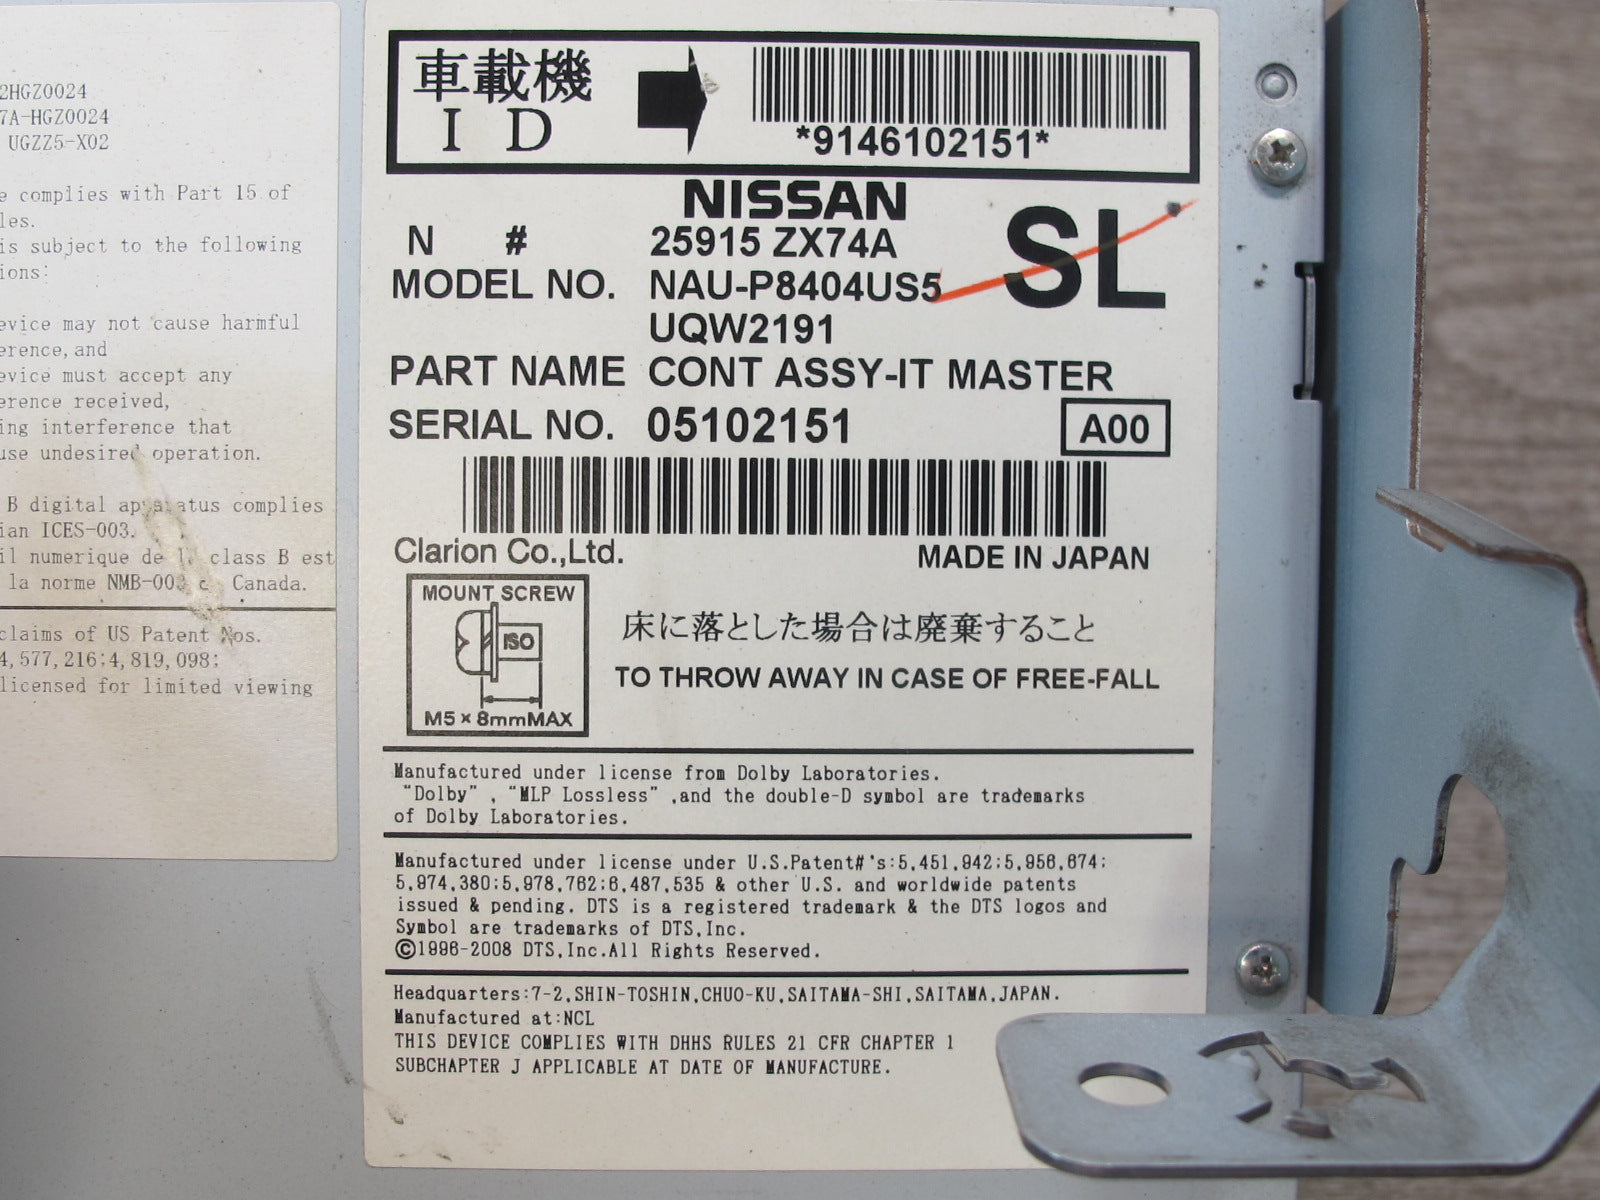 2HGZ0024
7A-HGZ0024
UGZZ5-X02
complies with Part 15 of
is subject to the following
may not cause harmful
and
must accept any
received,
interference that
undesired operation.
B digital apparatus complies
ICES-003.
numerique de la class B est
la norme NMB-003 Canada.
claims of US Patent Nos.
4,577,216;4,819,098;
licensed for limited viewing
車載機
I D
*9146102151*
NISSAN
N # 25915 ZX74A
SL
MODEL NO. NAU-P8404US5
UQW2191
PART NAME CONT ASSY-IT MASTER
SERIAL NO. 05102151
A00
Clarion Co.,Ltd. MADE IN JAPAN
MOUNT SCREW
ISO
M5×8mmMAX
床に落とした場合は廃棄すること
TO THROW AWAY IN CASE OF FREE-FALL
Manufactured under license from Dolby Laboratories.
“Dolby” , “MLP Lossless” ,and the double-D symbol are trademarks
of Dolby Laboratories.
Manufactured under license under U.S.Patent#'s:5,451,942;5,956,674;
5,974,380;5,978,762;6,487,535 & other U.S. and worldwide patents
issued & pending. DTS is a registered trademark & the DTS logos and
Symbol are trademarks of DTS,Inc.
©1996-2008 DTS,Inc.All Rights Reserved.
Headquarters:7-2,SHIN-TOSHIN,CHUO-KU,SAITAMA-SHI,SAITAMA,JAPAN.
Manufactured at:NCL
THIS DEVICE COMPLIES WITH DHHS RULES 21 CFR CHAPTER 1
SUBCHAPTER J APPLICABLE AT DATE OF MANUFACTURE.